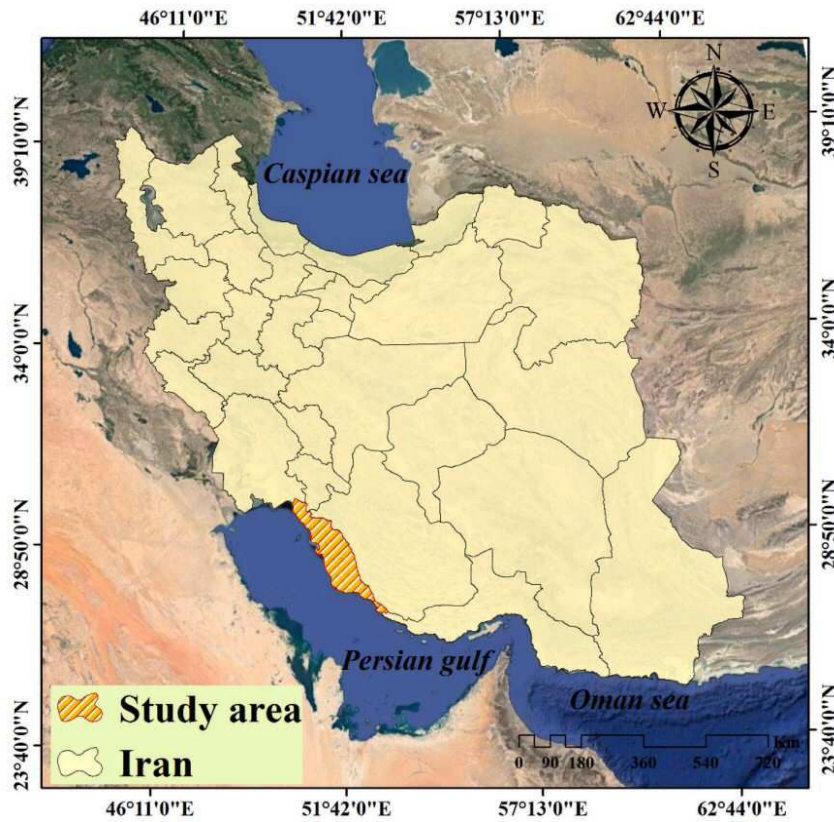 46°11'0"E 51°42'0"E 57°13'0"E 62°44'0"E
N
W E
S
39°10'0"N 39°10'0"N
Caspian sea
34°0'0"N 34°0'0"N
28°50'0"N 28°50'0"N
Persian gulf
Oman sea
Study area
Iran
Km
0 90 180 360 540 720
23°40'0"N 23°40'0"N
46°11'0"E 51°42'0"E 57°13'0"E 62°44'0"E